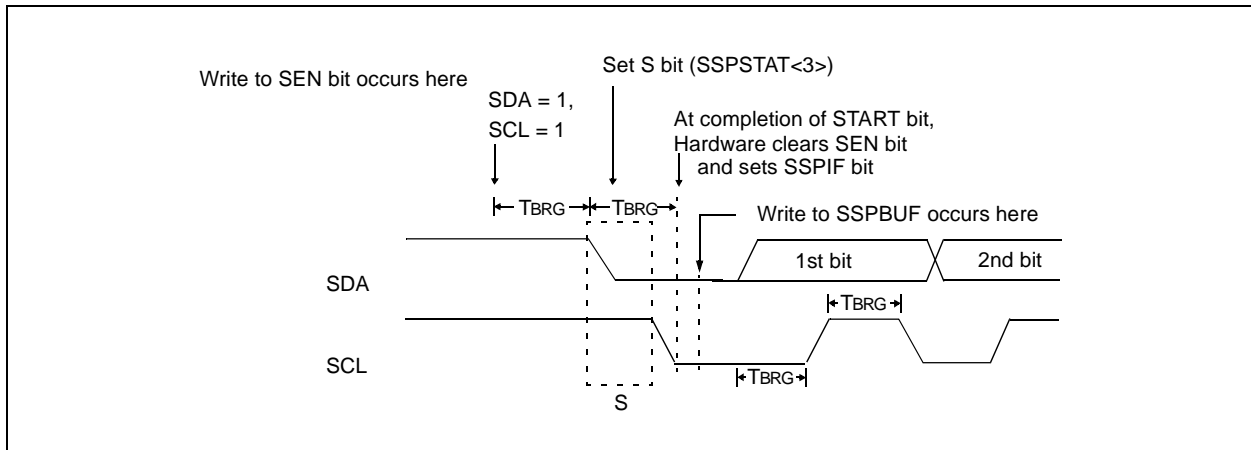 Write to SEN bit occurs here
Set S bit (SSPSTAT<3>)
SDA = 1,
SCL = 1
At completion of START bit,
Hardware clears SEN bit
and sets SSPIF bit
TBRG
TBRG
Write to SSPBUF occurs here
SDA
1st bit
2nd bit
TBRG
SCL
TBRG
S